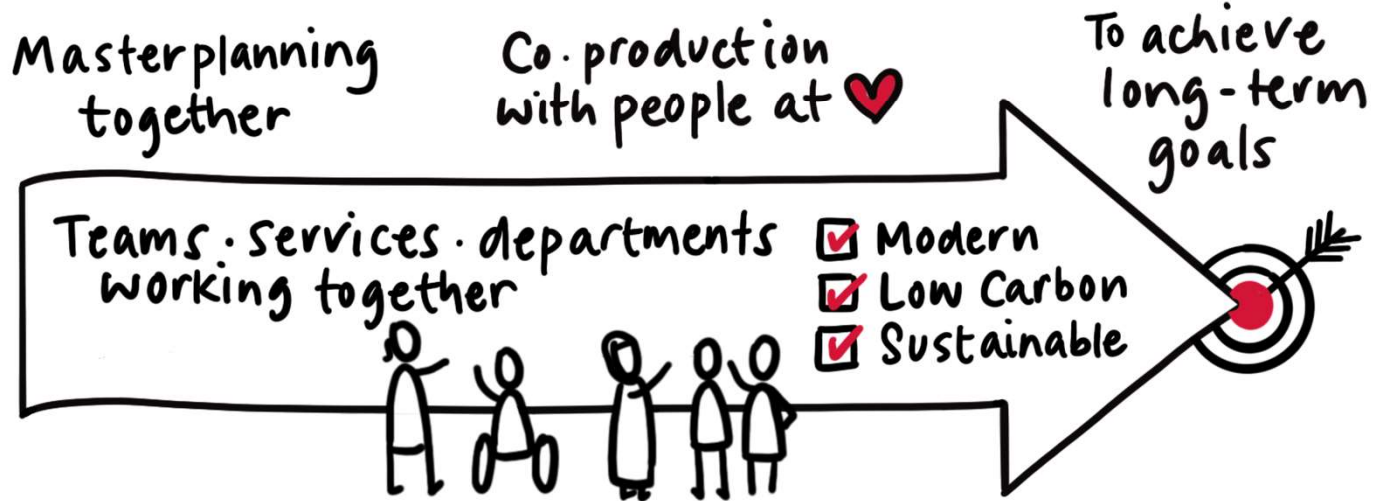 Masterplanning
together
Co·production
with people at
To achieve
long-term
goals
Teams · services · departments
working together
Modern
Low Carbon
Sustainable